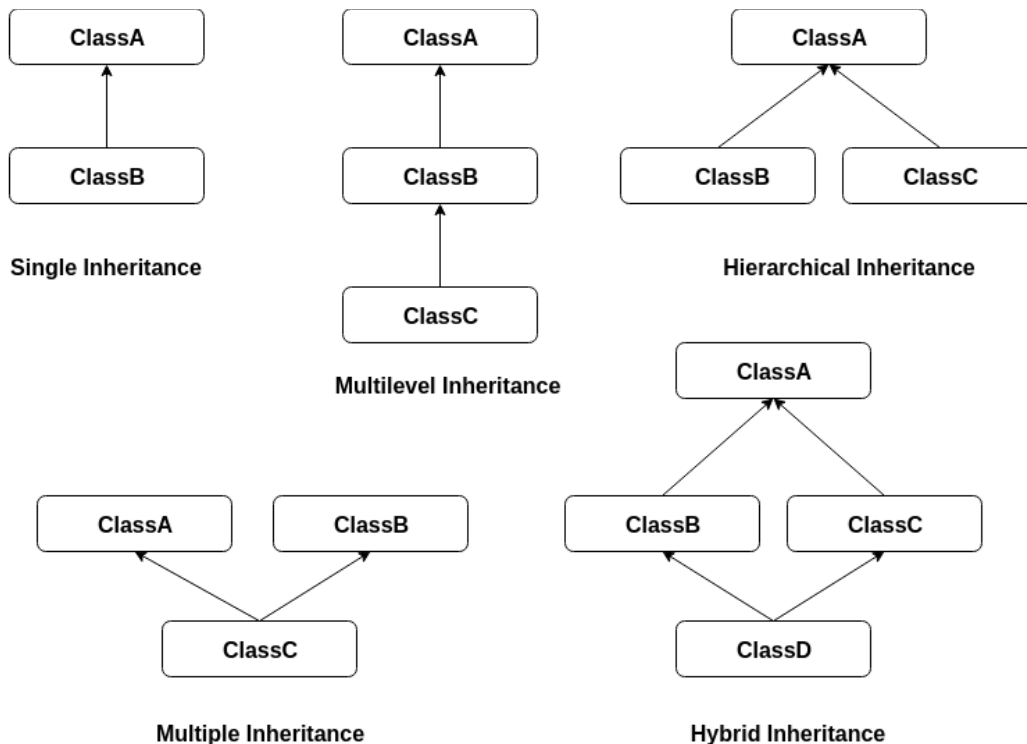 ClassA
ClassB
Single Inheritance
ClassA
ClassB
ClassC
Multilevel Inheritance
ClassA
ClassB
ClassC
Hierarchical Inheritance
ClassA
ClassB
ClassC
Multiple Inheritance
ClassA
ClassB
ClassC
ClassD
Hybrid Inheritance